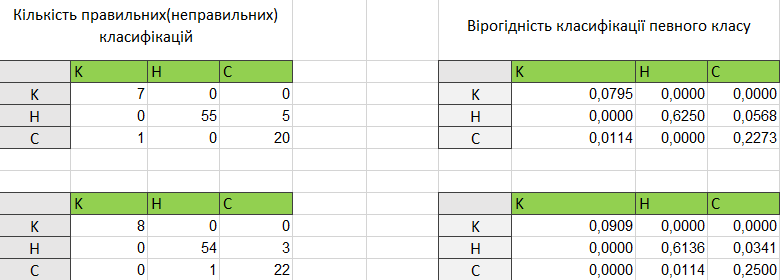 Кількість правильних(неправильних) класифікацій
Вірогідність класифікації певного класу
К Н С К Н С
К 7 0 0 К 0,0795 0,0000 0,0000
Н 0 55 5 Н 0,0000 0,6250 0,0568
С 1 0 20 С 0,0114 0,0000 0,2273
К Н С К Н С
К 8 0 0 К 0,0909 0,0000 0,0000
Н 0 54 3 Н 0,0000 0,6136 0,0341
С 0 1 22 С 0,0000 0,0114 0,2500